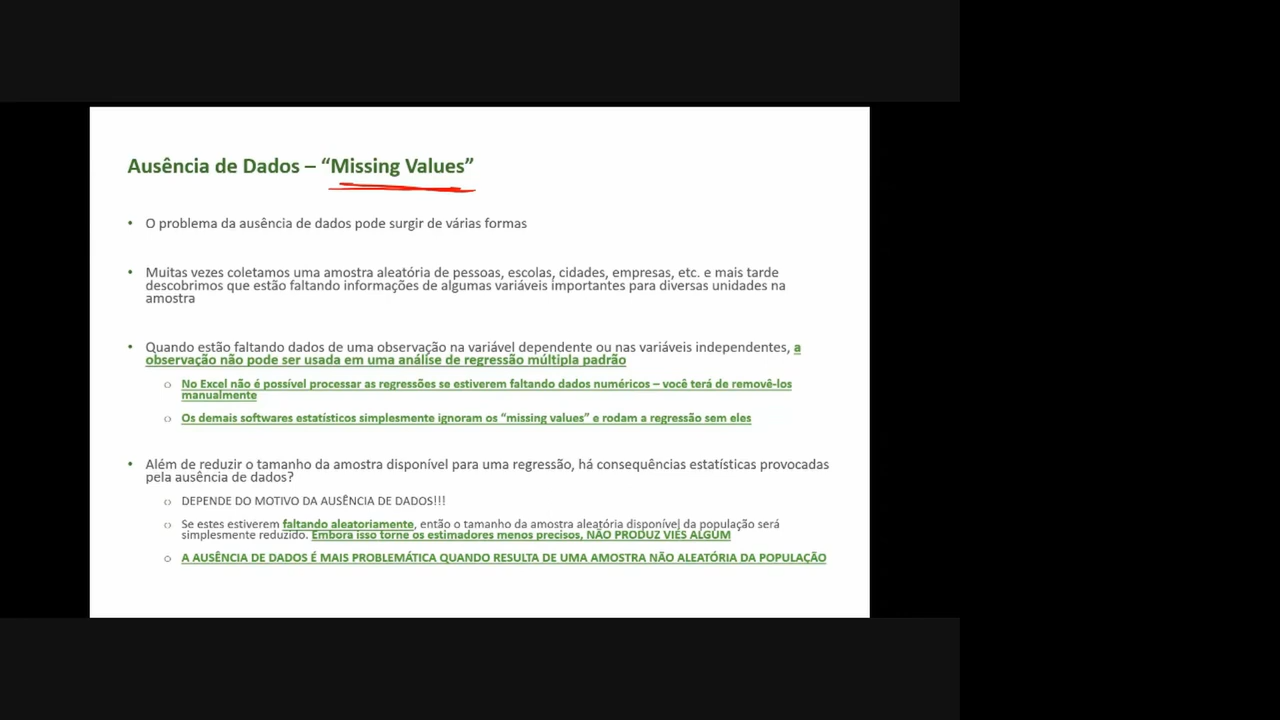 Ausência de Dados – “Missing Values”
• O problema da ausência de dados pode surgir de várias formas
• Muitas vezes coletamos uma amostra aleatória de pessoas, escolas, cidades, empresas, etc. e mais tarde
descobrimos que estão faltando informações de algumas variáveis importantes para diversas unidades na
amostra
• Quando estão faltando dados de uma observação na variável dependente ou nas variáveis independentes, a
observação não pode ser usada em uma análise de regressão múltipla padrão
o No Excel não é possível processar as regressões se estiverem faltando dados numéricos – você terá de removê-los
manualmente
o Os demais softwares estatísticos simplesmente ignoram os “missing values” e rodam a regressão sem eles
• Além de reduzir o tamanho da amostra disponível para uma regressão, há consequências estatísticas provocadas
pela ausência de dados?
o DEPENDE DO MOTIVO DA AUSÊNCIA DE DADOS!!!
o Se estes estiverem faltando aleatoriamente, então o tamanho da amostra aleatória disponível da população será
simplesmente reduzido. Embora isso torne os estimadores menos precisos, NÃO PRODUZ VIÉS ALGUM
o A AUSÊNCIA DE DADOS É MAIS PROBLEMÁTICA QUANDO RESULTA DE UMA AMOSTRA NÃO ALEATÓRIA DA POPULAÇÃO